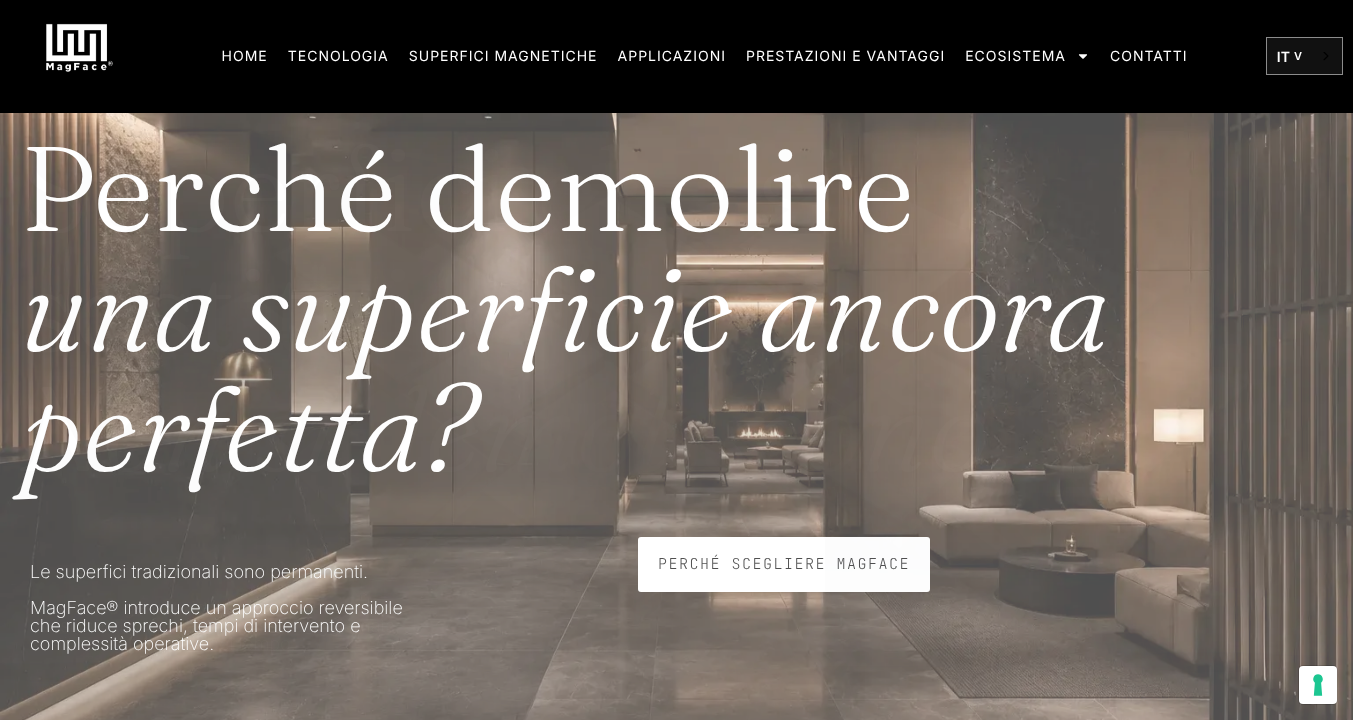 MagFace®
HOME TECNOLOGIA SUPERFICI MAGNETICHE APPLICAZIONI PRESTAZIONI E VANTAGGI ECOSISTEMA CONTATTI
IT V
Perché demolire
una superficie ancora
perfetta?
PERCHÉ SCEGLIERE MAGFACE
Le superfici tradizionali sono permanenti.
MagFace® introduce un approccio reversibile
che riduce sprechi, tempi di intervento e
complessità operative.